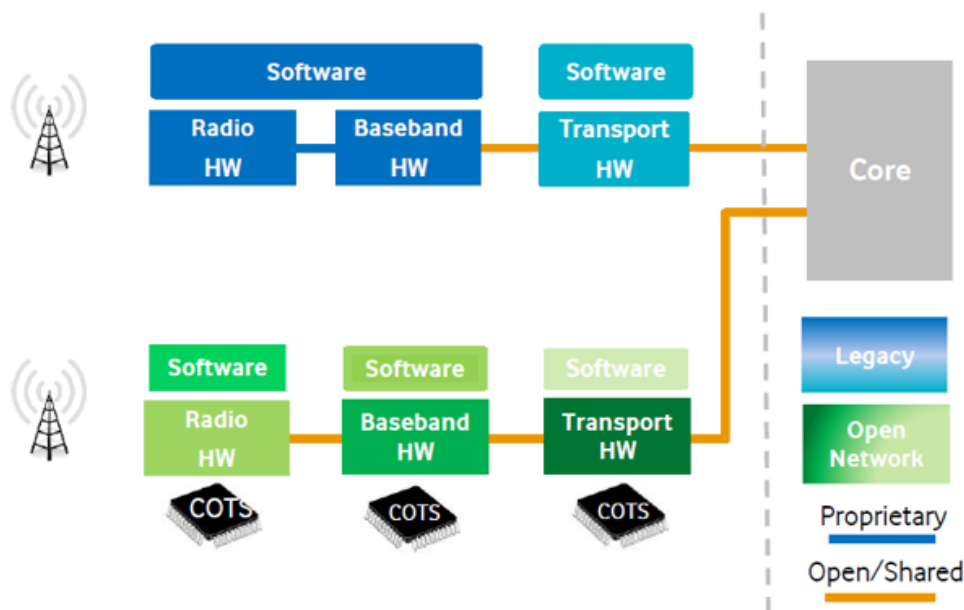 Software
Software
Radio
HW
Baseband
HW
Transport
HW
Core
Software
Software
Software
Radio
HW
Baseband
HW
Transport
HW
COTS
COTS
COTS
Legacy
Open
Network
Proprietary
Open/Shared